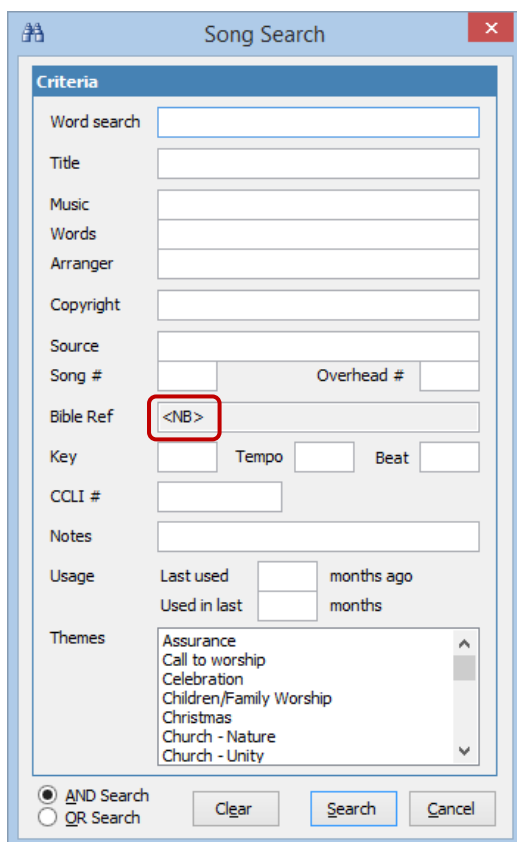 Song Search
Criteria
Word search
Title
Music
Words
Arranger
Copyright
Source
Song # Overhead #
Bible Ref <NB>
Key Tempo Beat
CCLI #
Notes
Usage Last used months ago
Used in last months
Themes Assurance
Call to worship
Celebration
Children/Family Worship
Christmas
Church - Nature
Church - Unity
AND Search
OR Search
Clear Search Cancel